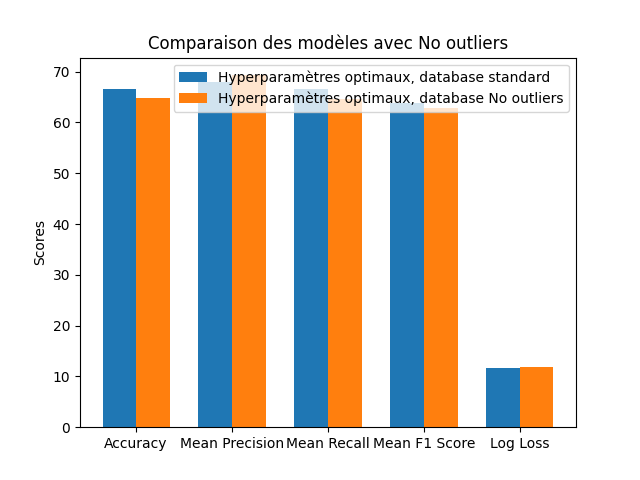 Comparaison des modèles avec No outliers
Hyperparamètres optimaux, database standard
Hyperparamètres optimaux, database No outliers
Scores
70
60
50
40
30
20
10
0
Accuracy Mean Precision Mean Recall Mean F1 Score Log Loss